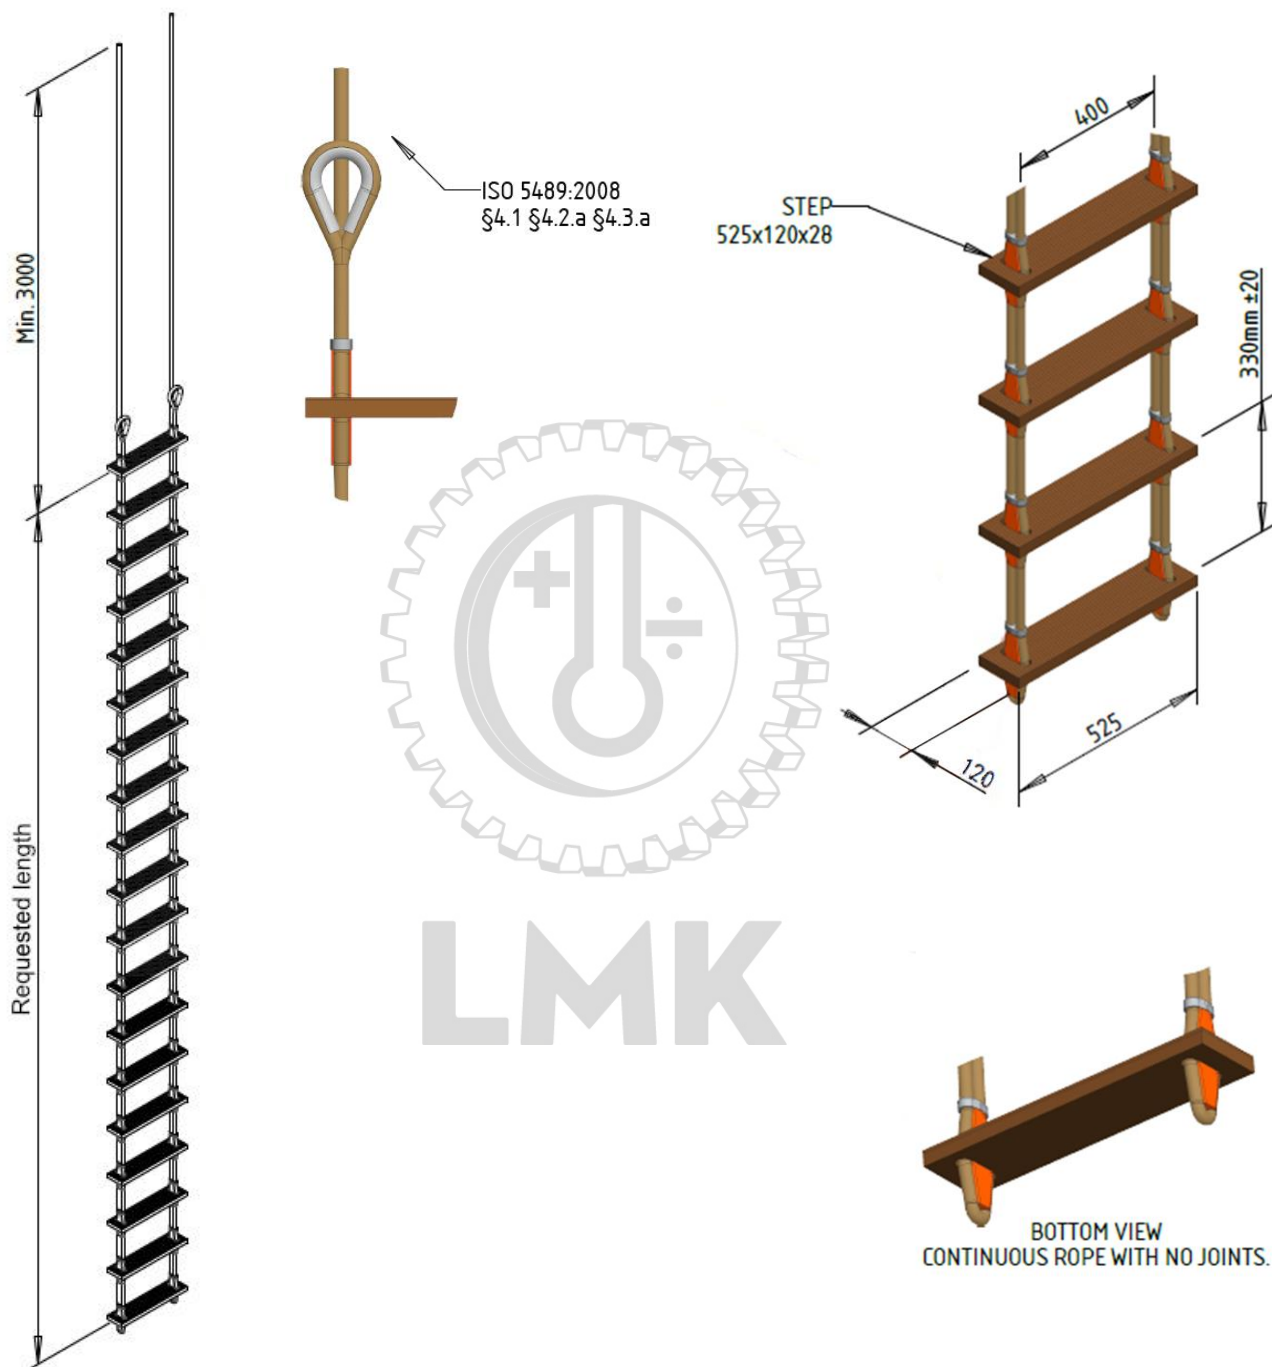 Min. 3000
Requested length
ISO 5489:2008
§4.1 §4.2.a §4.3.a
400
STEP
525x120x28
330mm ±20
525
120
LMK
BOTTOM VIEW
CONTINUOUS ROPE WITH NO JOINTS.